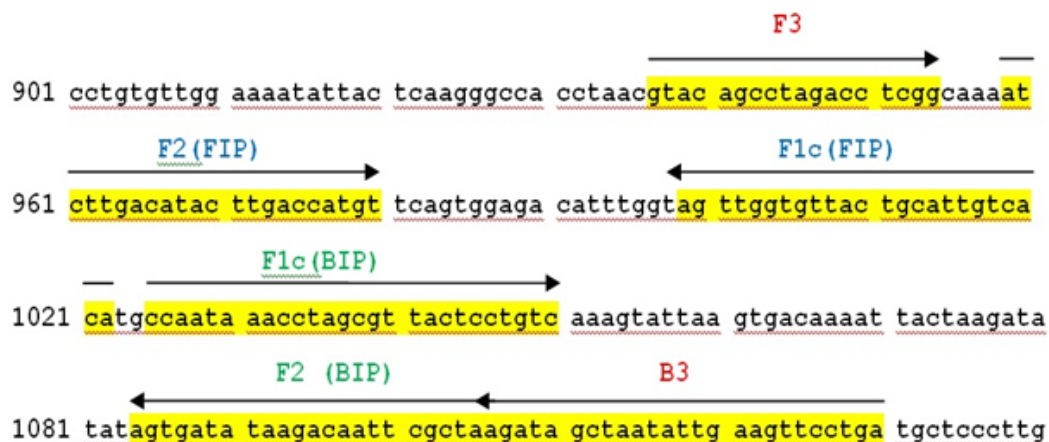 F3
901 cctgtgttgg aaaatattac tcaagggcca cctaacgtac agcctagacc tcggcaaaat
F2(FIP) F1c(FIP)
961 cttgacatac ttgaccatgt tcagtggaga catttggtag ttggtgttac tgcattgtca
F1c(BIP)
1021 catgccaata aacctagcgt tactcctgtc aaagtattaa gtgacaaaat tactaagata
F2 (BIP) B3
1081 tatagtgata taagacaatt cgctaagata gctaatattg aagttcctga tgctcccttg